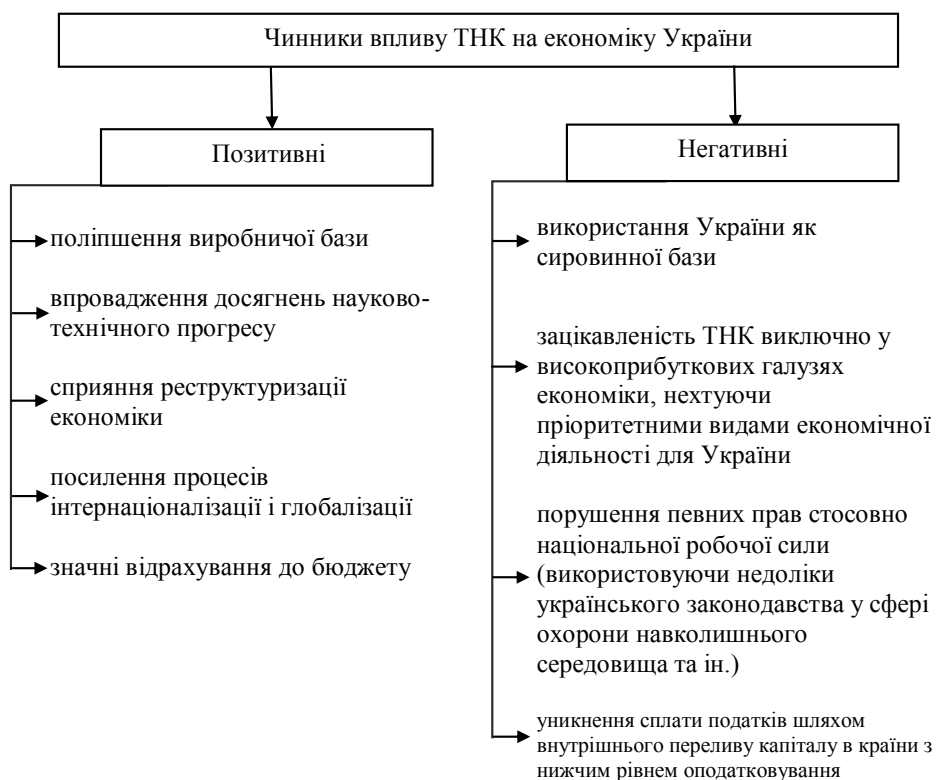 Чинники впливу ТНК на економіку України
Позитивні
поліпшення виробничої бази
впровадження досягнень науково-
технічного прогресу
сприяння реструктуризації
економіки
посилення процесів
інтернаціоналізації і глобалізації
значні відрахування до бюджету
Негативні
використання України як
сировинної бази
зацікавленість ТНК виключно у
високоприбуткових галузях
економіки, нехтуючи
пріоритетними видами економічної
діяльності для України
порушення певних прав стосовно
національної робочої сили
(використовуючи недоліки
українського законодавства у сфері
охорони навколишнього
середовища та ін.)
уникнення сплати податків шляхом
внутрішнього переливу капіталу в країни з
нижчим рівнем оподатковування